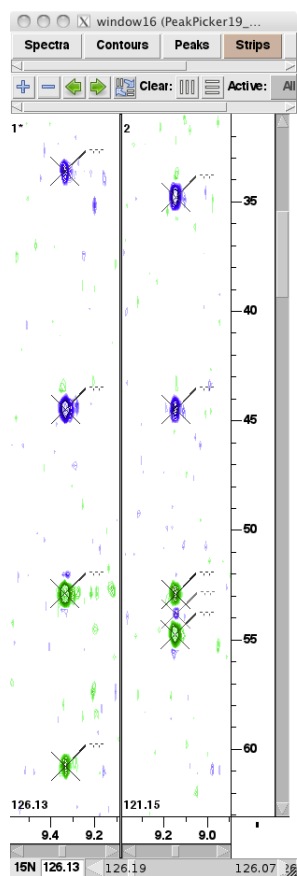 window16 (PeakPicker19_...
Spectra Contours Peaks Strips
Clear: Active: All
1* 2
35
40
45
50
55
60
126.13 121.15
9.4 9.2 9.2 9.0
15N 126.13 126.19 126.07